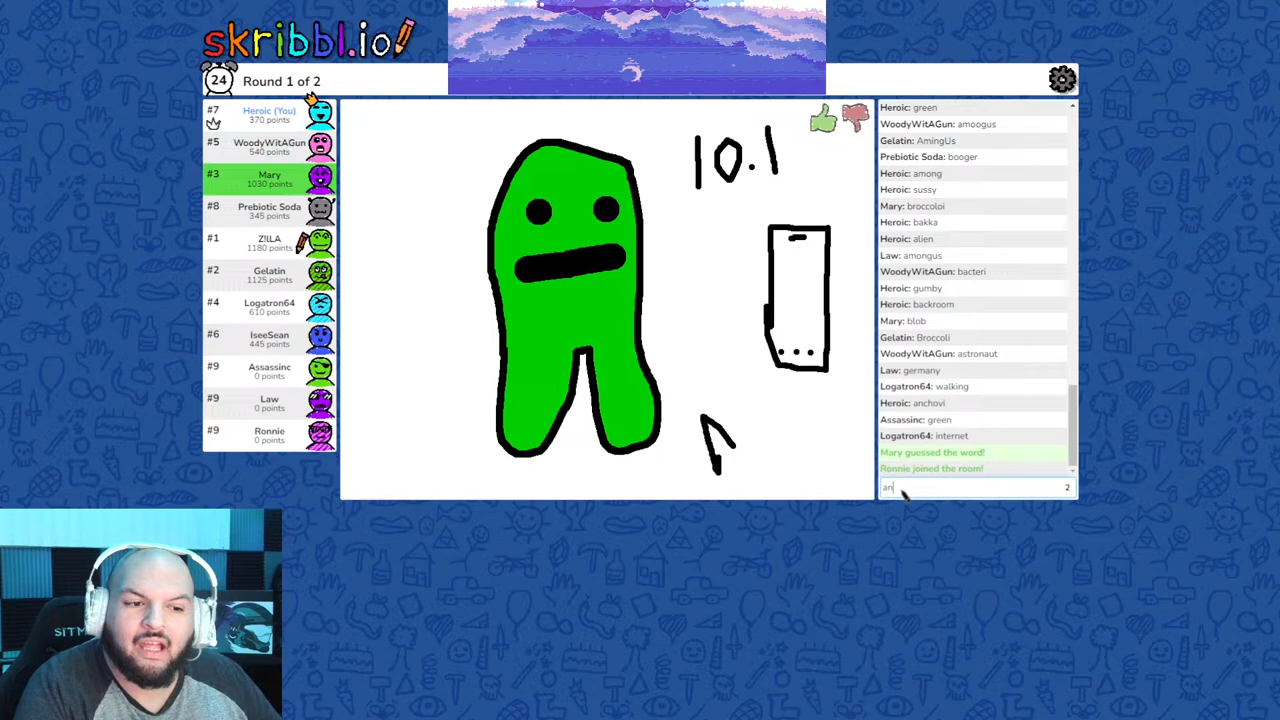 skribbl.io
24
Round 1 of 2
#7
Heroic (You)
370 points
#5
WoodyWitAGun
540 points
#3
Mary
1030 points
#8
Prebiotic Soda
345 points
#1
Z!LLA
1180 points
#2
Gelatin
1125 points
#4
Logatron64
610 points
#6
IseeSean
445 points
#9
Assassinc
0 points
#9
Law
0 points
#9
Ronnie
0 points
10.1
Heroic: green
WoodyWitAGun: amoogus
Gelatin: AmingUs
Prebiotic Soda: booger
Heroic: among
Heroic: sussy
Mary: broccoloi
Heroic: bakka
Heroic: alien
Law: amongus
WoodyWitAGun: bacteri
Heroic: gumby
Heroic: backroom
Mary: blob
Gelatin: Broccoli
WoodyWitAGun: astronaut
Law: germany
Logatron64: walking
Heroic: anchovi
Assassinc: green
Logatron64: internet
Mary guessed the word!
Ronnie joined the room!
an
2
SITM